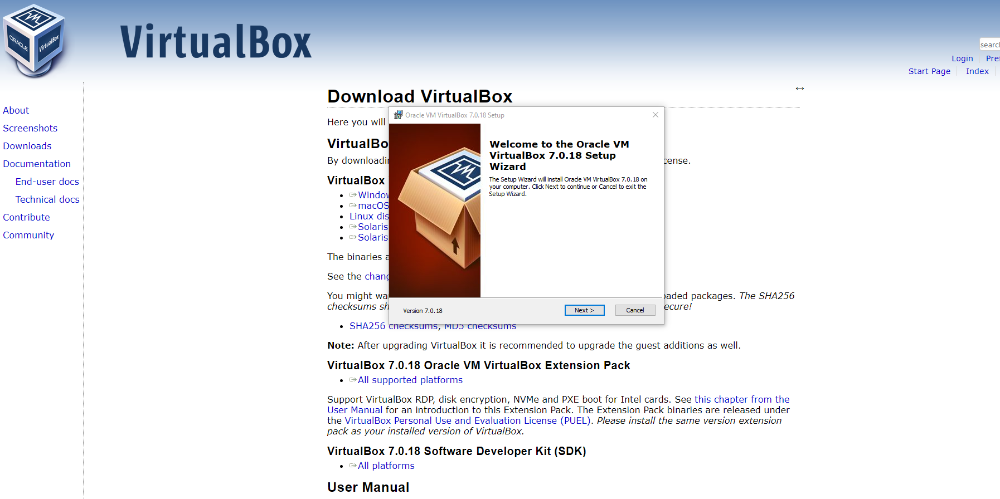 ORACLE
VirtualBox
VirtualBox
search
Login
Pref
Start Page
Index
About
Screenshots
Downloads
Documentation
End-user docs
Technical docs
Contribute
Community
Download VirtualBox
Here you will
VirtualBo
By downloadin
cense.
VirtualBox
Window
macOS
Linux dis
Solaris
Solaris
The binaries a
See the chang
You might wa
oaded packages. The SHA256
checksums sh
ecure!
SHA256 checksums, MD5 checksums
Note: After upgrading VirtualBox it is recommended to upgrade the guest additions as well.
VirtualBox 7.0.18 Oracle VM VirtualBox Extension Pack
All supported platforms
Support VirtualBox RDP, disk encryption, NVMe and PXE boot for Intel cards. See this chapter from the
User Manual for an introduction to this Extension Pack. The Extension Pack binaries are released under
the VirtualBox Personal Use and Evaluation License (PUEL). Please install the same version extension
pack as your installed version of VirtualBox.
VirtualBox 7.0.18 Software Developer Kit (SDK)
All platforms
User Manual
Oracle VM VirtualBox 7.0.18 Setup
Welcome to the Oracle VM
VirtualBox 7.0.18 Setup
Wizard
The Setup Wizard will install Oracle VM VirtualBox 7.0.18 on
your computer. Click Next to continue or Cancel to exit the
Setup Wizard.
Version 7.0.18
Next >
Cancel